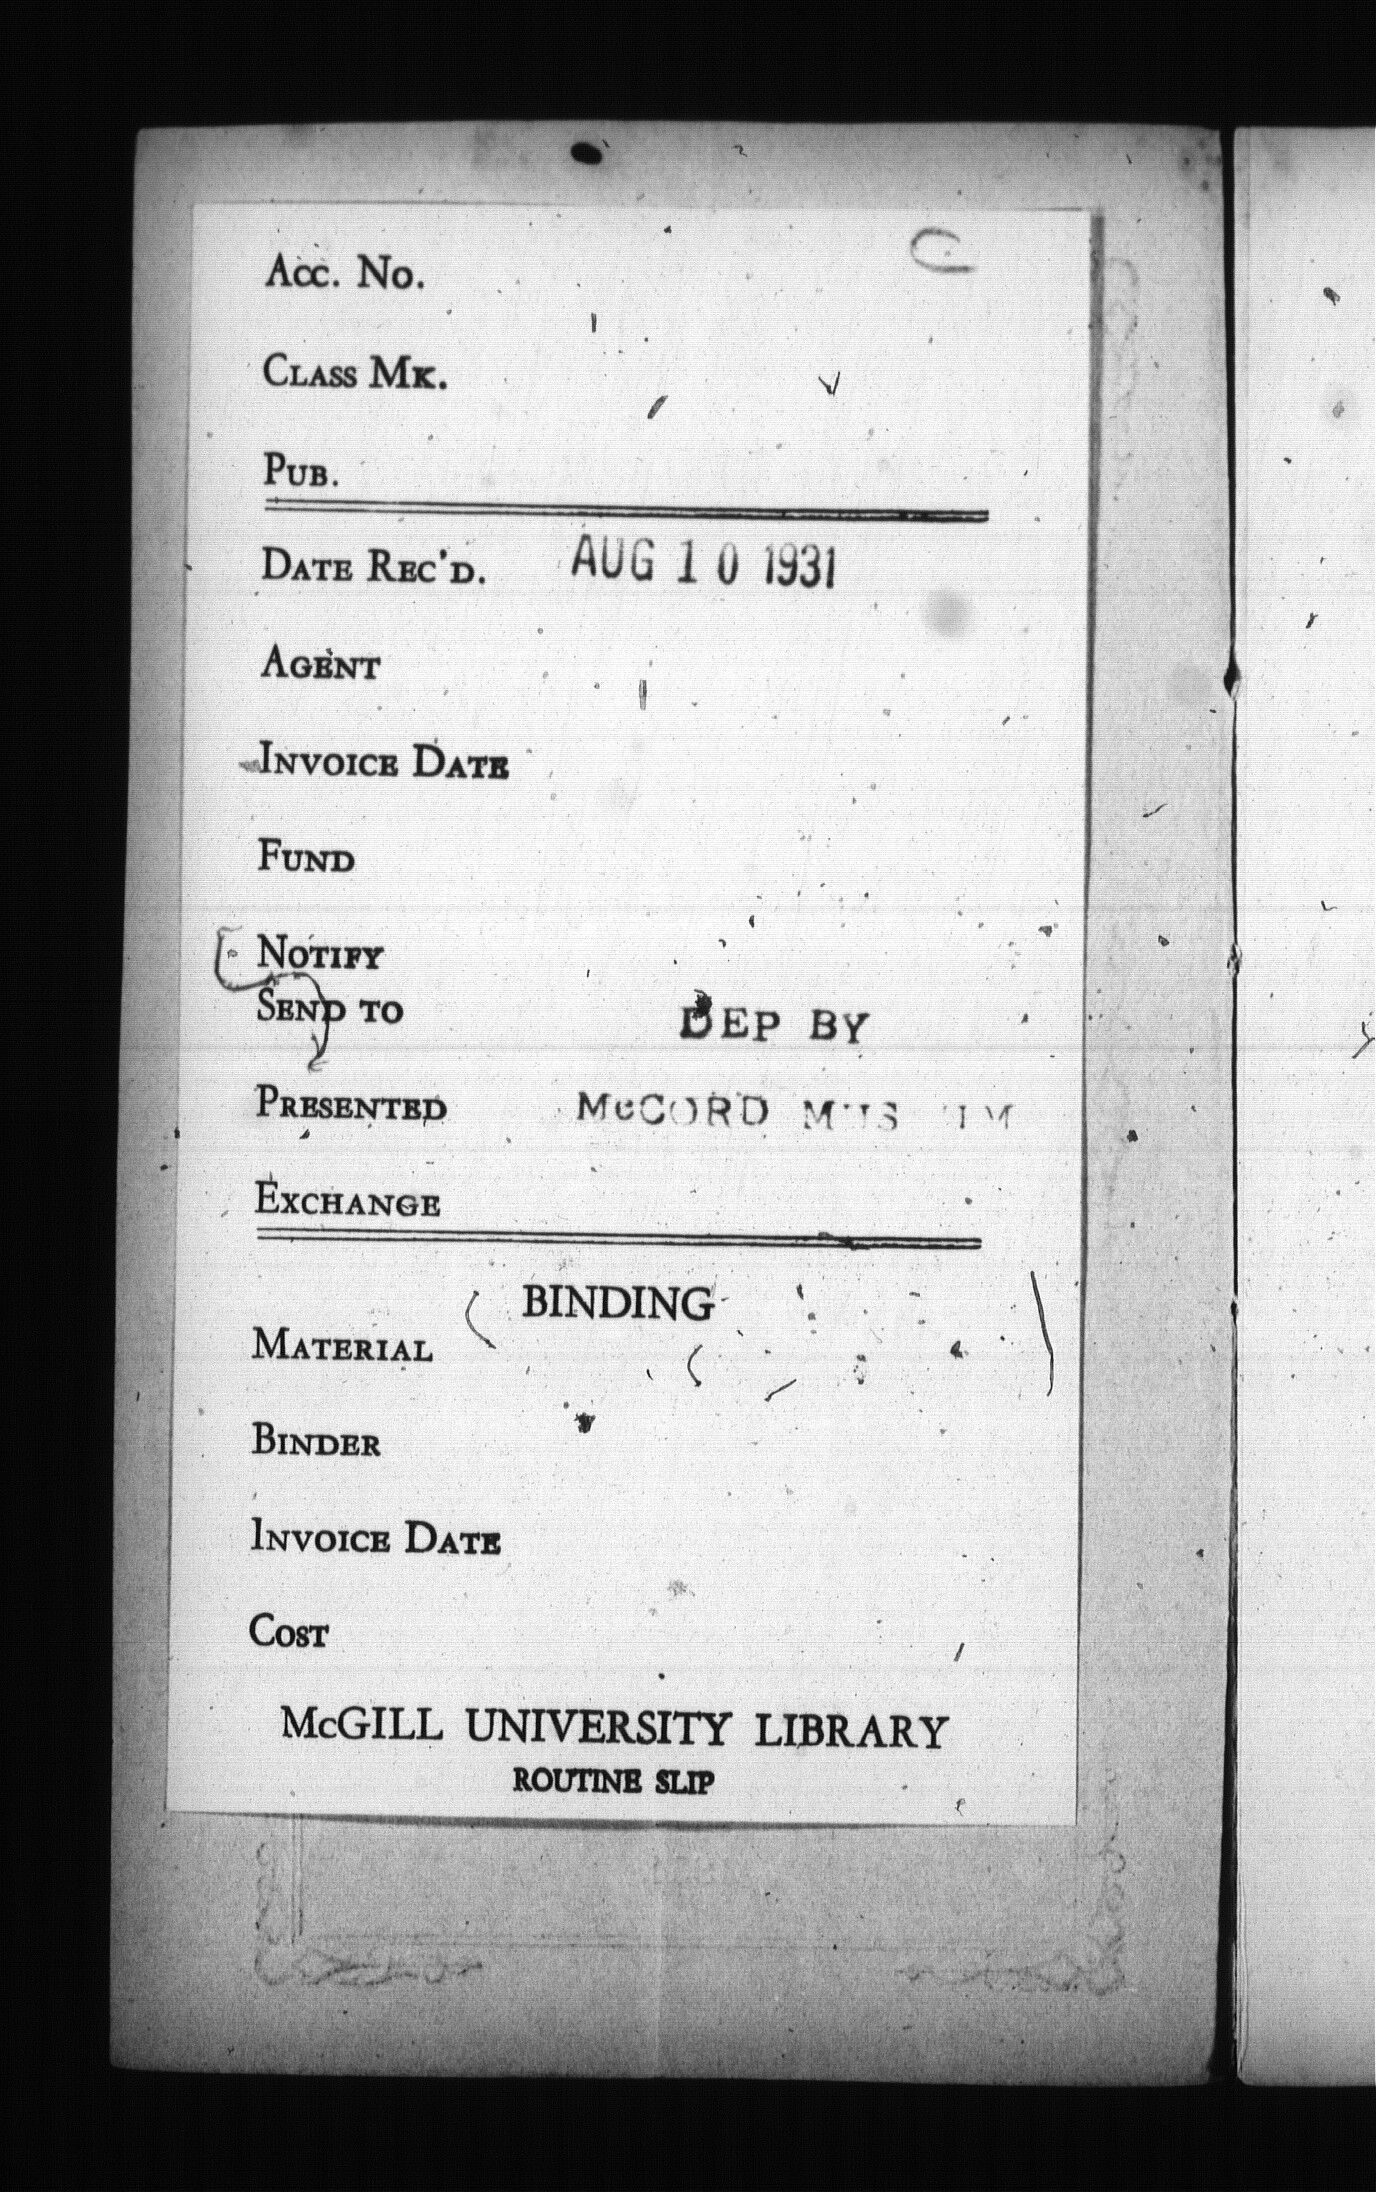 Acc. No.
Class Mk.
Pub.
Date Rec'd. AUG 10 1931
Agent
Invoice Date
Fund
Notify
Send to
DEP BY
Presented McCORD
Exchange
BINDING
Material
Binder
Invoice Date
Cost
McGILL UNIVERSITY LIBRARY
ROUTINE SLIP